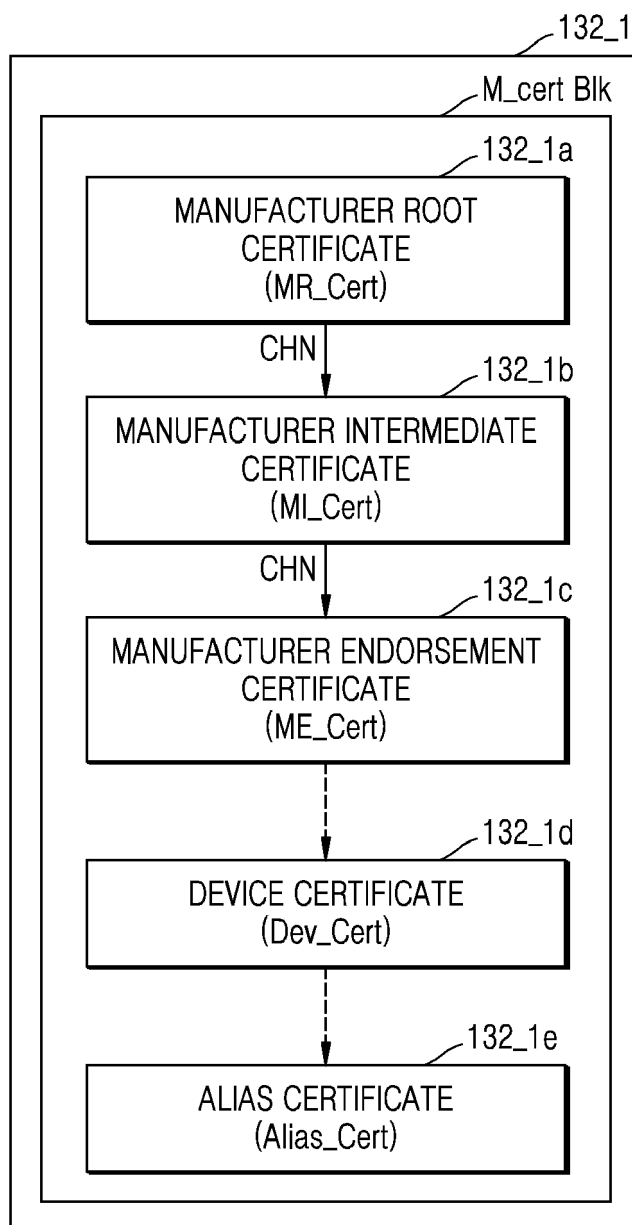 132_1
M_cert Blk
132_1a
MANUFACTURER ROOT
CERTIFICATE
(MR_Cert)
CHN
132_1b
MANUFACTURER INTERMEDIATE
CERTIFICATE
(MI_Cert)
CHN
132_1c
MANUFACTURER ENDORSEMENT
CERTIFICATE
(ME_Cert)
132_1d
DEVICE CERTIFICATE
(Dev_Cert)
132_1e
ALIAS CERTIFICATE
(Alias_Cert)